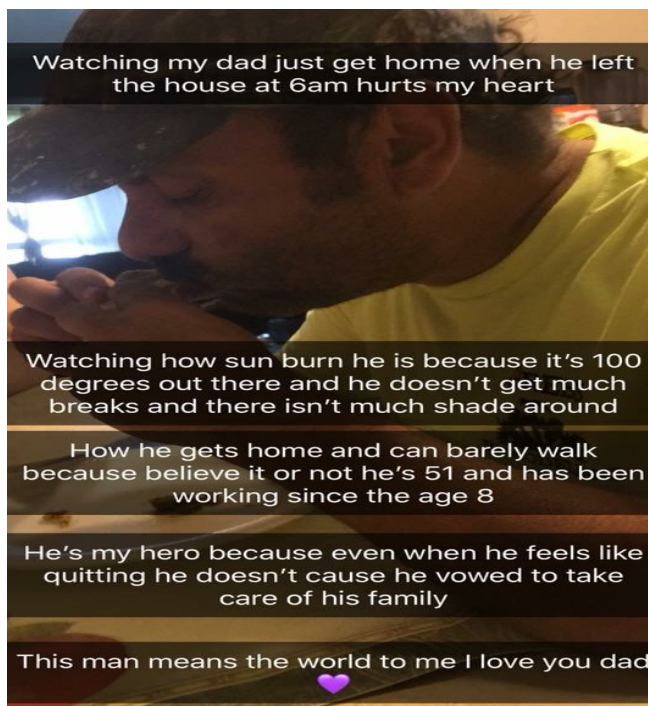 Watching my dad just get home when he left
the house at 6am hurts my heart
Watching how sun burn he is because it's 100
degrees out there and he doesn't get much
breaks and there isn't much shade around
How he gets home and can barely walk
because believe it or not he's 51 and has been
working since the age 8
He's my hero because even when he feels like
quitting he doesn't cause he vowed to take
care of his family
This man means the world to me I love you dad
💜